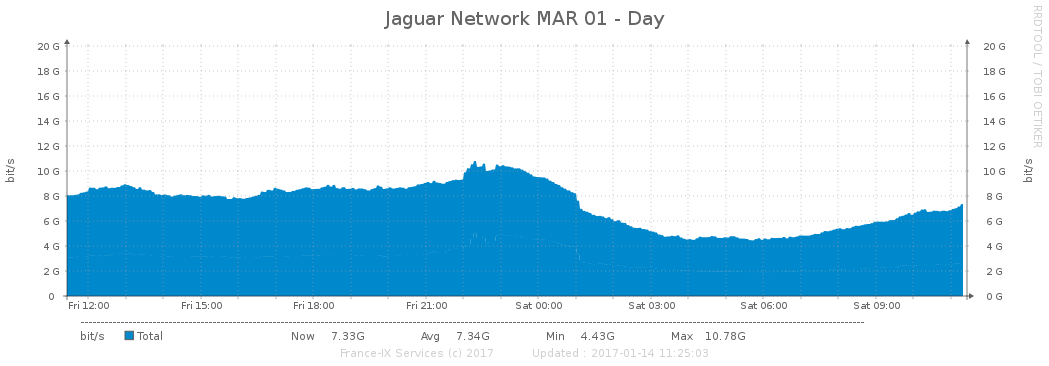 Jaguar Network MAR 01 - Day
RRDTOOL / TOBI OETIKER
bit/s
20 G
18 G
16 G
14 G
12 G
10 G
8 G
6 G
4 G
2 G
0
20 G
18 G
16 G
14 G
12 G
10 G
8 G
6 G
4 G
2 G
0 G
bit/s
Fri 12:00 Fri 15:00 Fri 18:00 Fri 21:00 Sat 00:00 Sat 03:00 Sat 06:00 Sat 09:00
bit/s Total Now 7.33G Avg 7.34G Min 4.43G Max 10.78G
France-IX Services (c) 2017 Updated : 2017-01-14 11:25:03